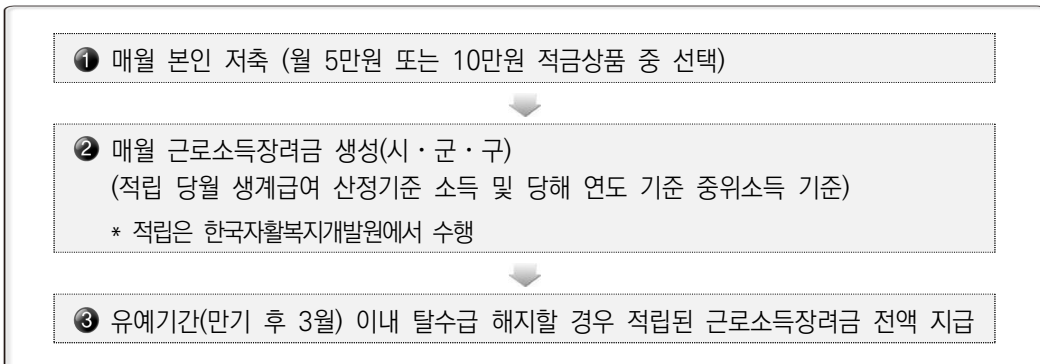 ❶ 매월 본인 저축 (월 5만원 또는 10만원 적금상품 중 선택)
❷ 매월 근로소득장려금 생성(시・군・구)
(적립 당월 생계급여 산정기준 소득 및 당해 연도 기준 중위소득 기준)
* 적립은 한국자활복지개발원에서 수행
❸ 유예기간(만기 후 3월) 이내 탈수급 해지할 경우 적립된 근로소득장려금 전액 지급